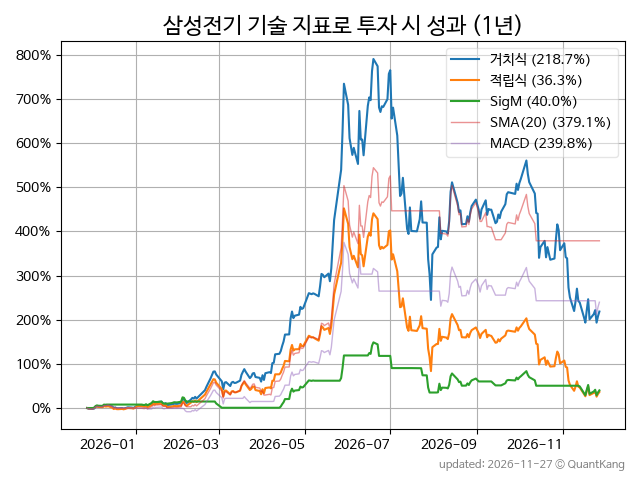 삼성전기 기술 지표로 투자 시 성과 (1년)
800%
700%
600%
500%
400%
300%
200%
100%
0%
거치식 (218.7%)
적립식 (36.3%)
SigM (40.0%)
SMA(20) (379.1%)
MACD (239.8%)
2026-01 2026-03 2026-05 2026-07 2026-09 2026-11
updated: 2026-11-27 © QuantKang